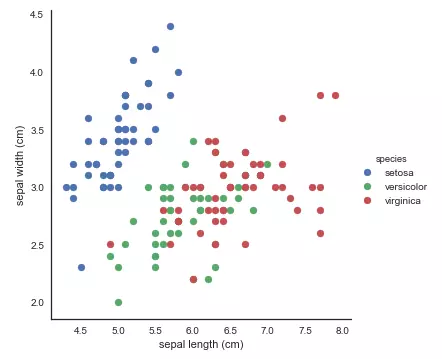 4.5
4.0
3.5
3.0
2.5
2.0
sepal width (cm)
4.5 5.0 5.5 6.0 6.5 7.0 7.5 8.0
sepal length (cm)
species
setosa
versicolor
virginica